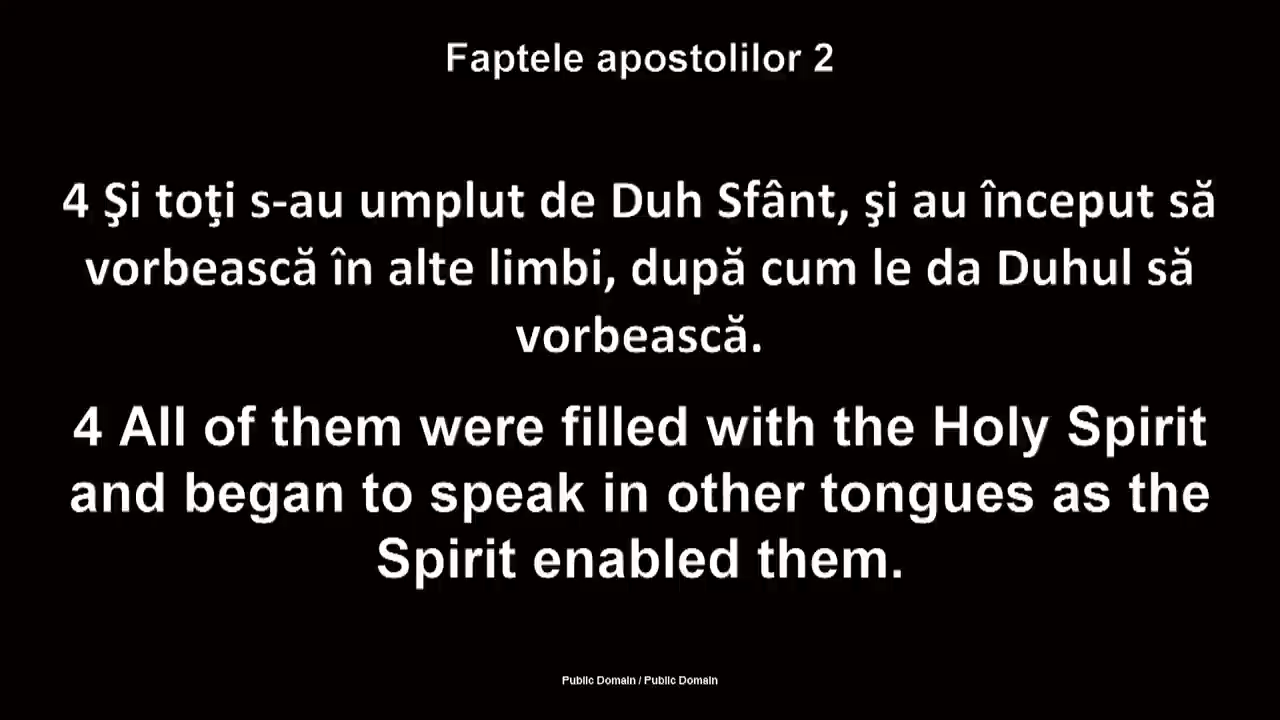 Faptele apostolilor 2
4 Şi toţi s-au umplut de Duh Sfânt, şi au început să
vorbească în alte limbi, după cum le da Duhul să
vorbească.
4 All of them were filled with the Holy Spirit
and began to speak in other tongues as the
Spirit enabled them.
Public Domain / Public Domain